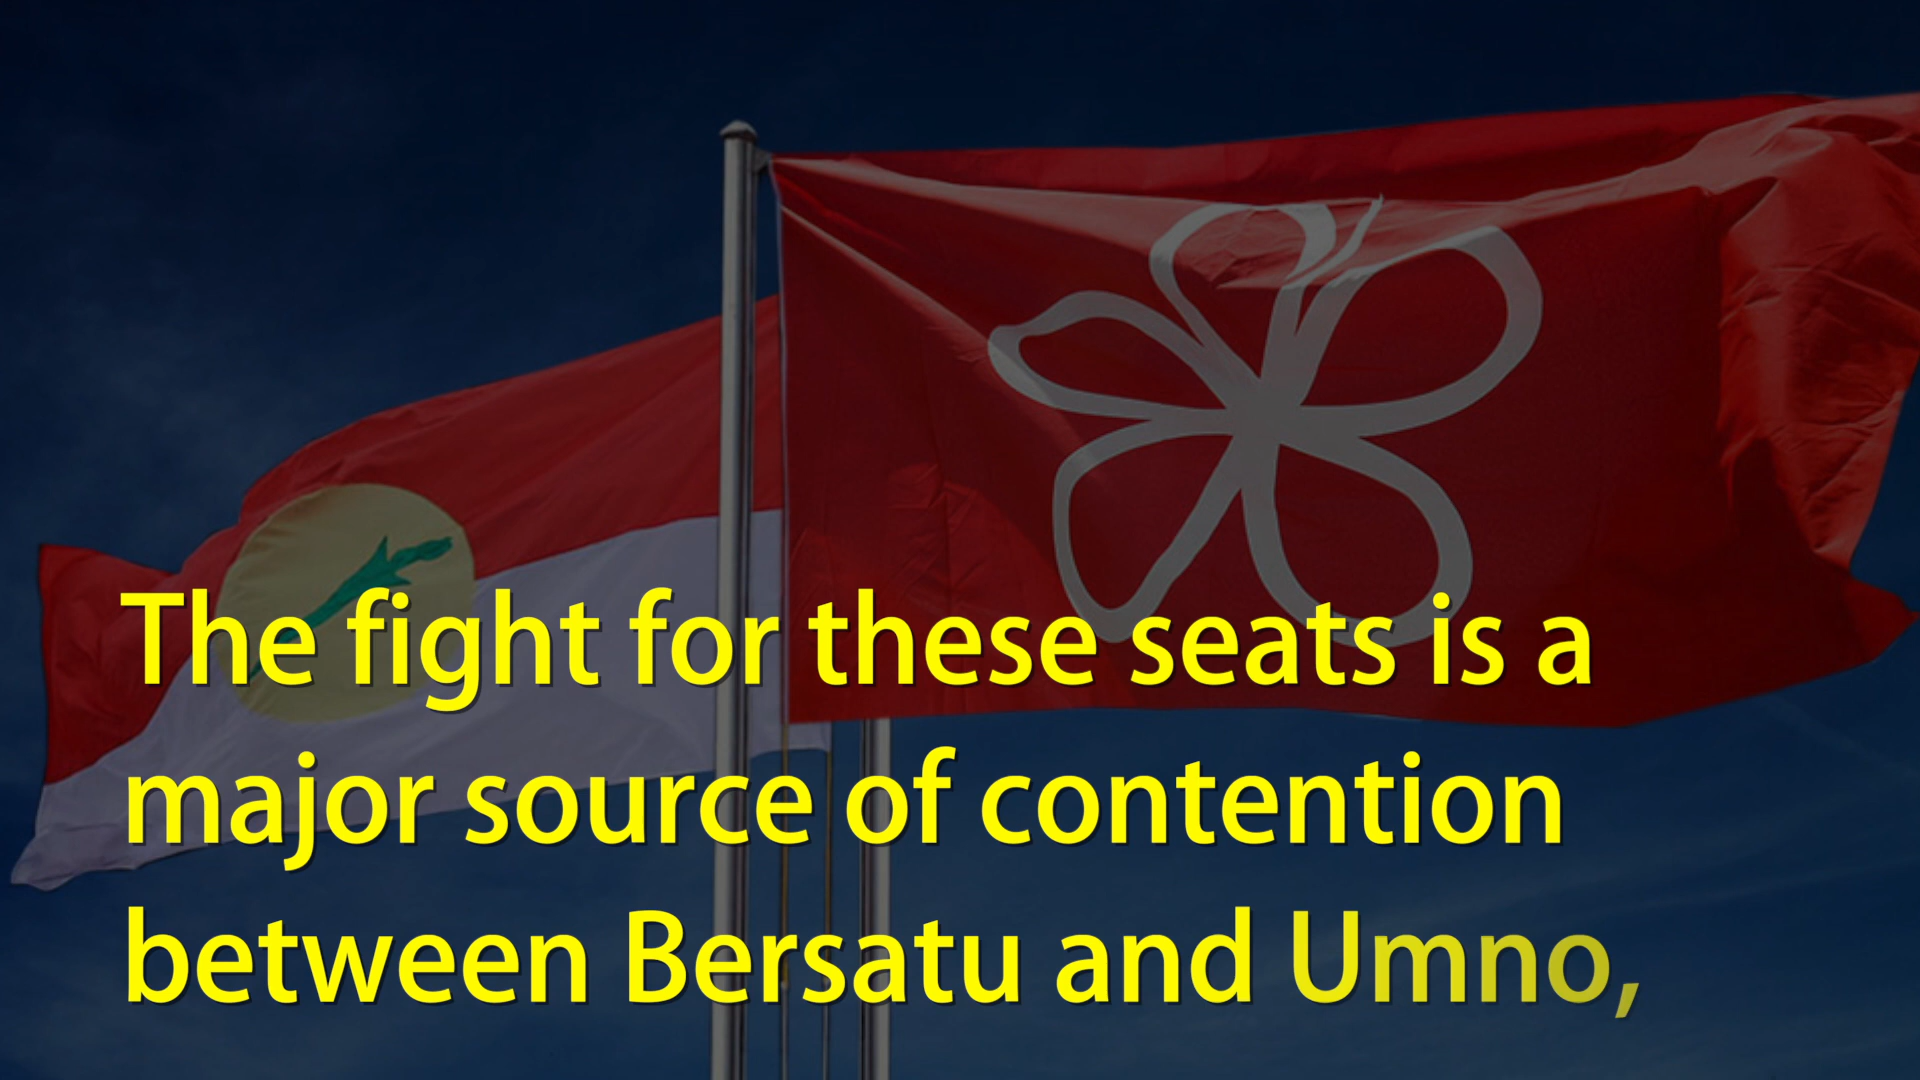 The fight for these seats is a
major source of contention
between Bersatu and Umno,